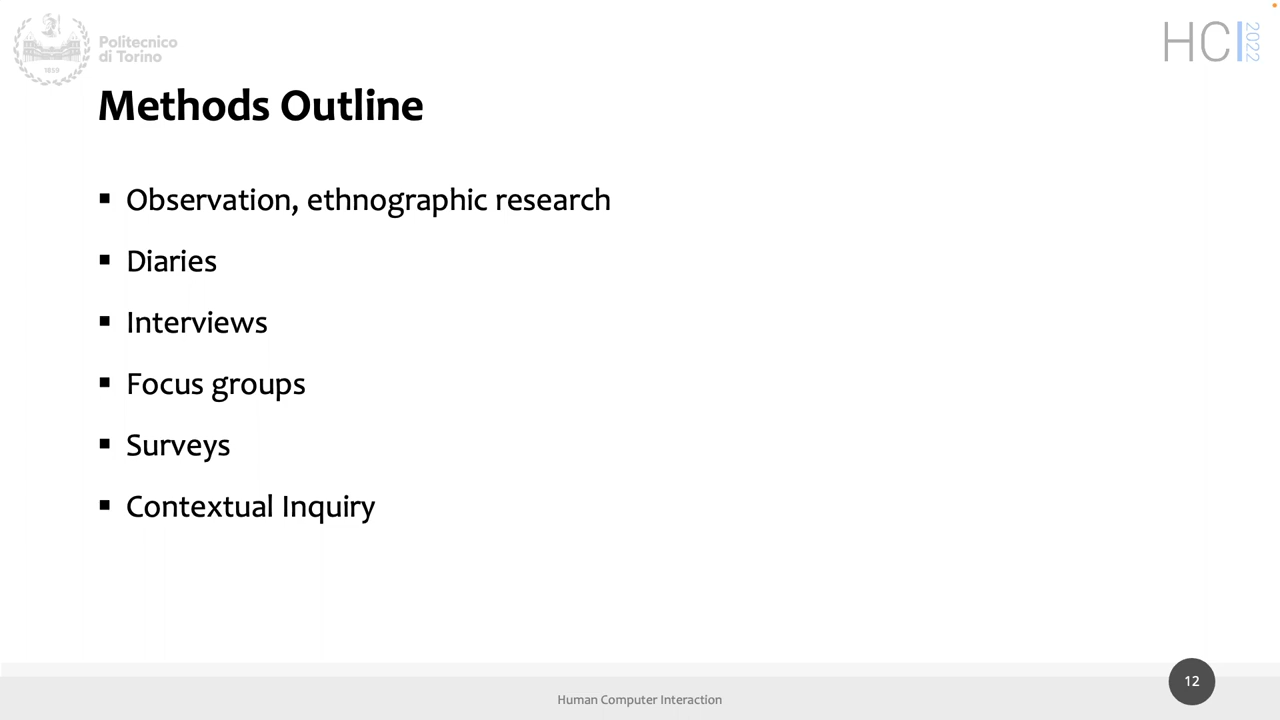 Politecnico
di Torino
1859
HCI 2022
Methods Outline
▪ Observation, ethnographic research
▪ Diaries
▪ Interviews
▪ Focus groups
▪ Surveys
▪ Contextual Inquiry
12
Human Computer Interaction